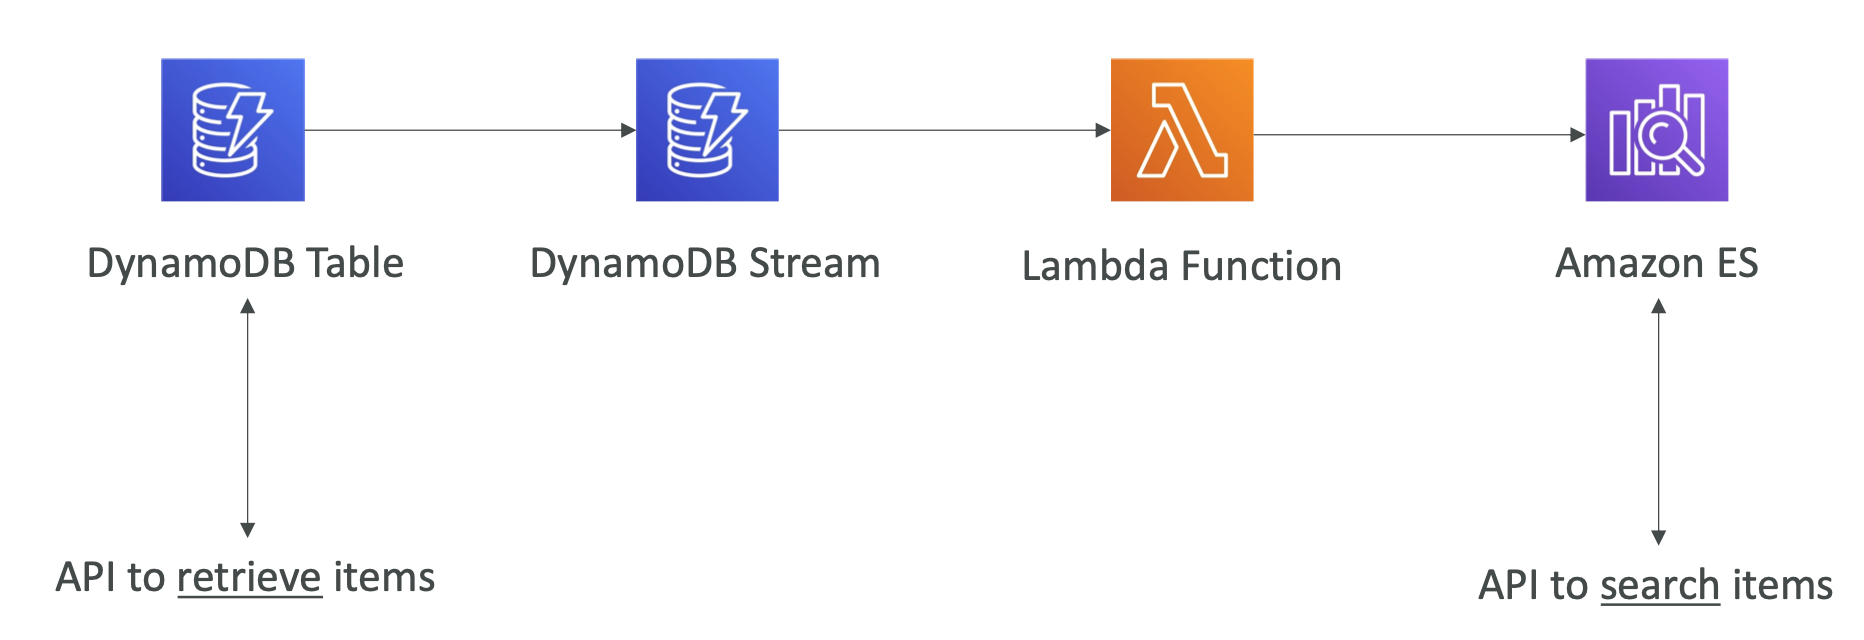 DynamoDB Table
DynamoDB Stream
Lambda Function
Amazon ES
API to retrieve items
API to search items